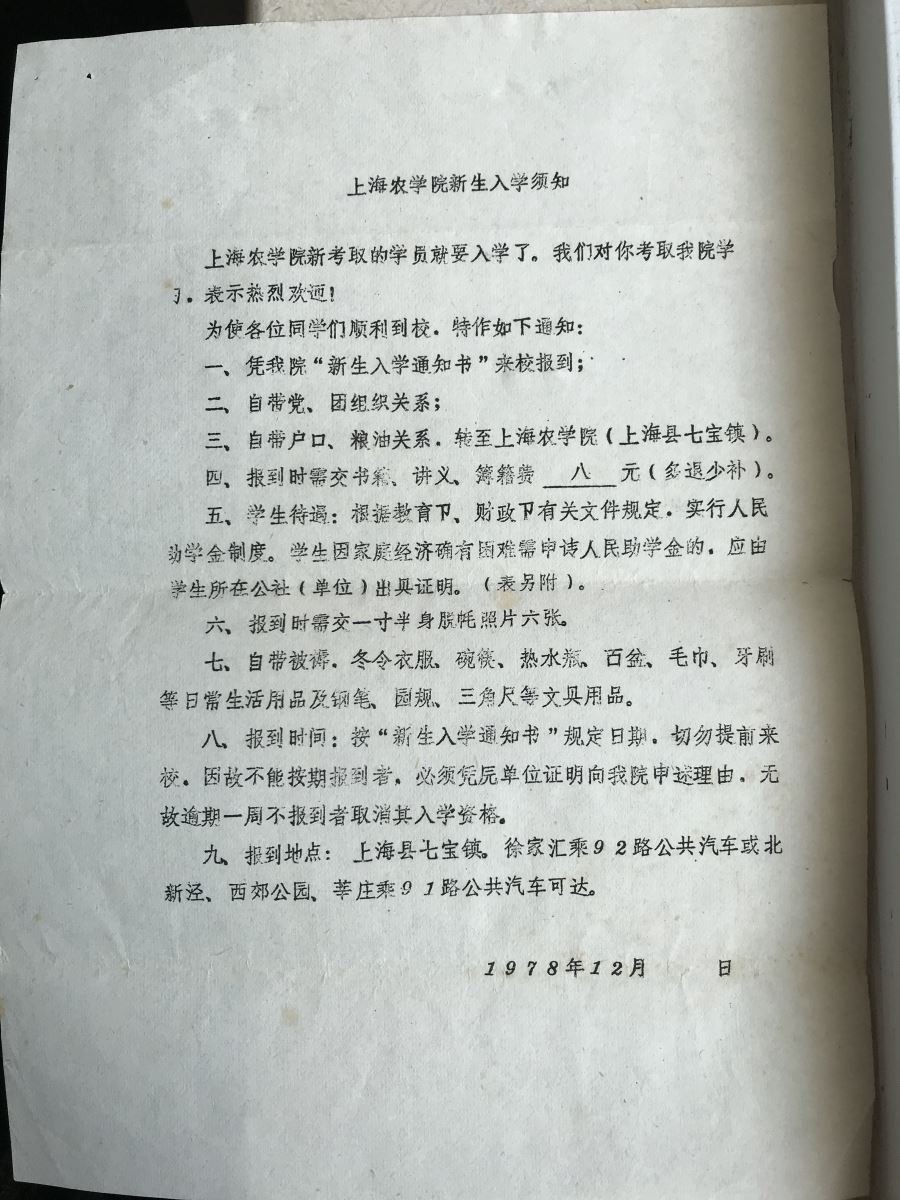 上海农学院新生入学须知
上海农学院新考取的学员就要入学了。我们对你考取我院学
习。表示热烈欢迎!
为使各位同学们顺利到校.特作如下通知:
一、凭我院“新生入学通知书”来校报到;
二、自带党、团组织关系;
三、自带户口、粮油关系.转至上海农学院(上海县七宝镇)。
四、报到时需交书籍、讲义、簿籍费 八 元(多退少补)。
五、学生待遇:根据教育卩、财政卩有关文件规定.实行人民
助学金制度。学生因家庭经济确有困难需申请人民助学金的.应由
学生所在公社(单位)出具证明。(表另附)。
六、报到时需交一寸半身脱帽照片六张。
七、自带被褥.冬令衣服、碗筷、热水瓶、面盆、毛巾、牙刷
等日常生活用品及钢笔、园规、三角尺等文具用品。
八、报到时间:按“新生入学通知书”规定日期.切勿提前来
校.因故不能按期报到者.必须凭原单位证明向我院申述理由.无
故逾期一周不报到者取消其入学资格。
九、报到地点: 上海县七宝镇。徐家汇乘92路公共汽车或北
新泾、西郊公园、莘庄乘91路公共汽车可达。
1978年12月 日